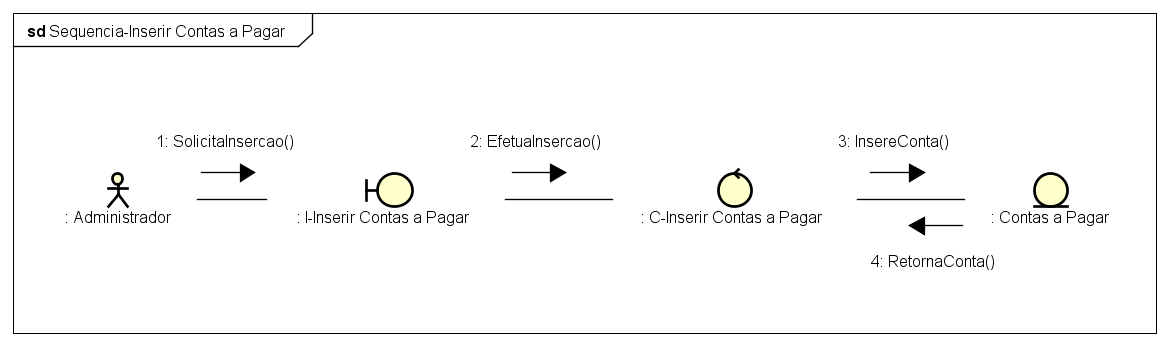 sd Sequencia-Inserir Contas a Pagar
1: SolicitaInsercao()
2: EfetuaInsercao()
3: InsereConta()
: Administrador
: I-Inserir Contas a Pagar
: C-Inserir Contas a Pagar
: Contas a Pagar
4: RetornaConta()